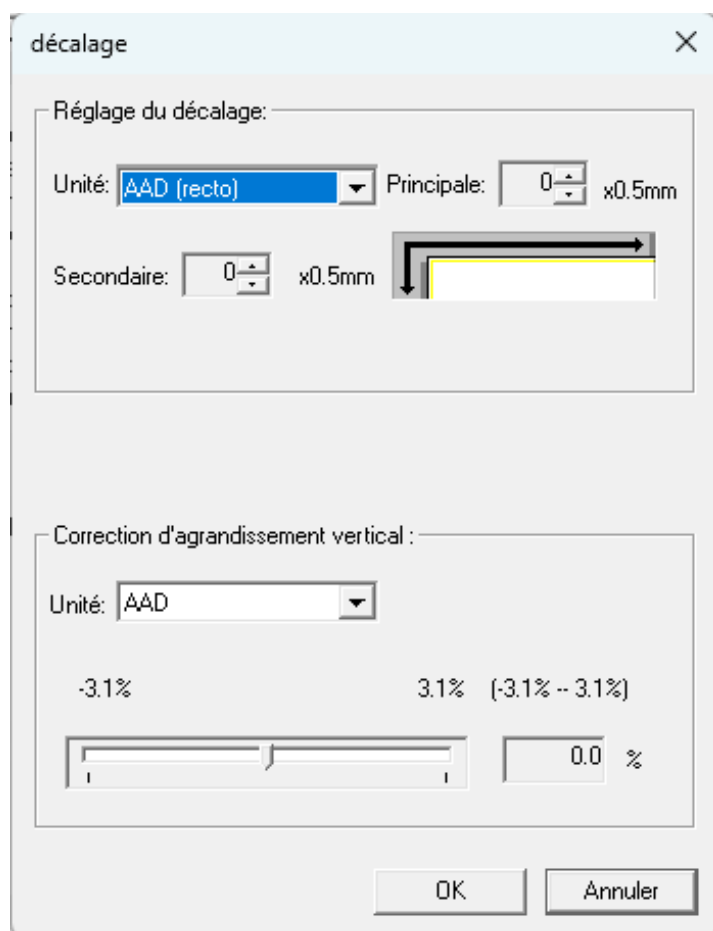 décalage
Réglage du décalage:
Unité: AAD (recto) Principale: 0 x0.5mm
Secondaire: 0 x0.5mm
Correction d'agrandissement vertical :
Unité: AAD
-3.1% 3.1% (-3.1% -- 3.1%)
0.0 %
OK Annuler